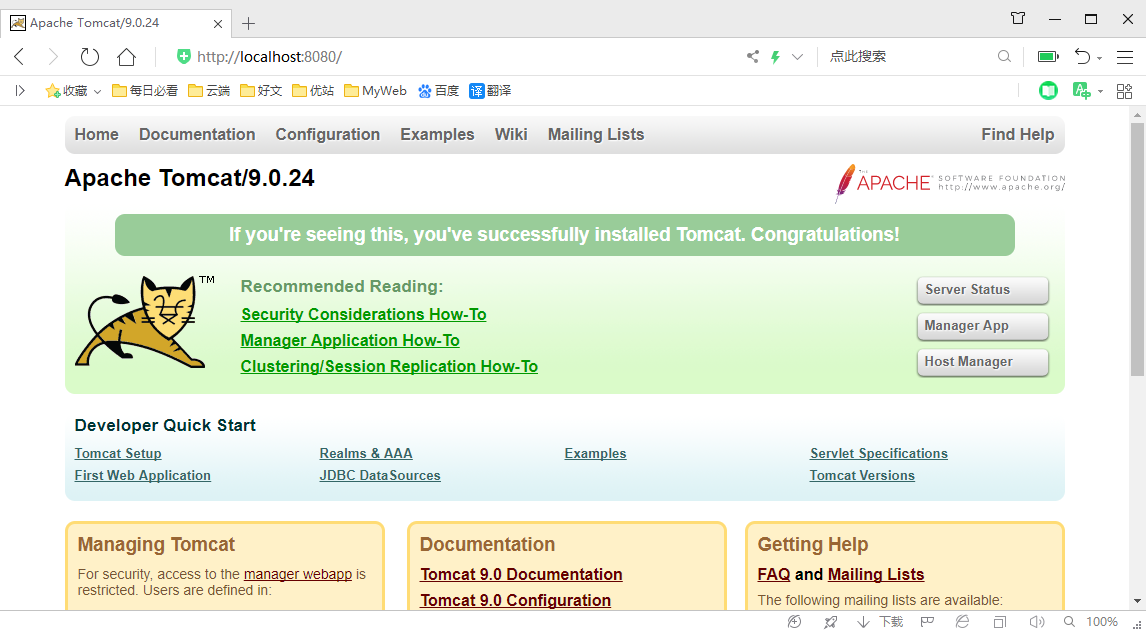 Apache Tomcat/9.0.24
http://localhost:8080/
点此搜索
收藏 每日必看 云端 好文 优站 MyWeb 百度 译 翻译
Home Documentation Configuration Examples Wiki Mailing Lists Find Help
Apache Tomcat/9.0.24
THE APACHE™ SOFTWARE FOUNDATION
http://www.apache.org/
If you're seeing this, you've successfully installed Tomcat. Congratulations!
TM
Recommended Reading:
Security Considerations How-To
Manager Application How-To
Clustering/Session Replication How-To
Server Status
Manager App
Host Manager
Developer Quick Start
Tomcat Setup Realms & AAA Examples Servlet Specifications
First Web Application JDBC DataSources Tomcat Versions
Managing Tomcat
For security, access to the manager webapp is
restricted. Users are defined in:
Documentation
Tomcat 9.0 Documentation
Tomcat 9.0 Configuration
Getting Help
FAQ and Mailing Lists
The following mailing lists are available:
下载 100%